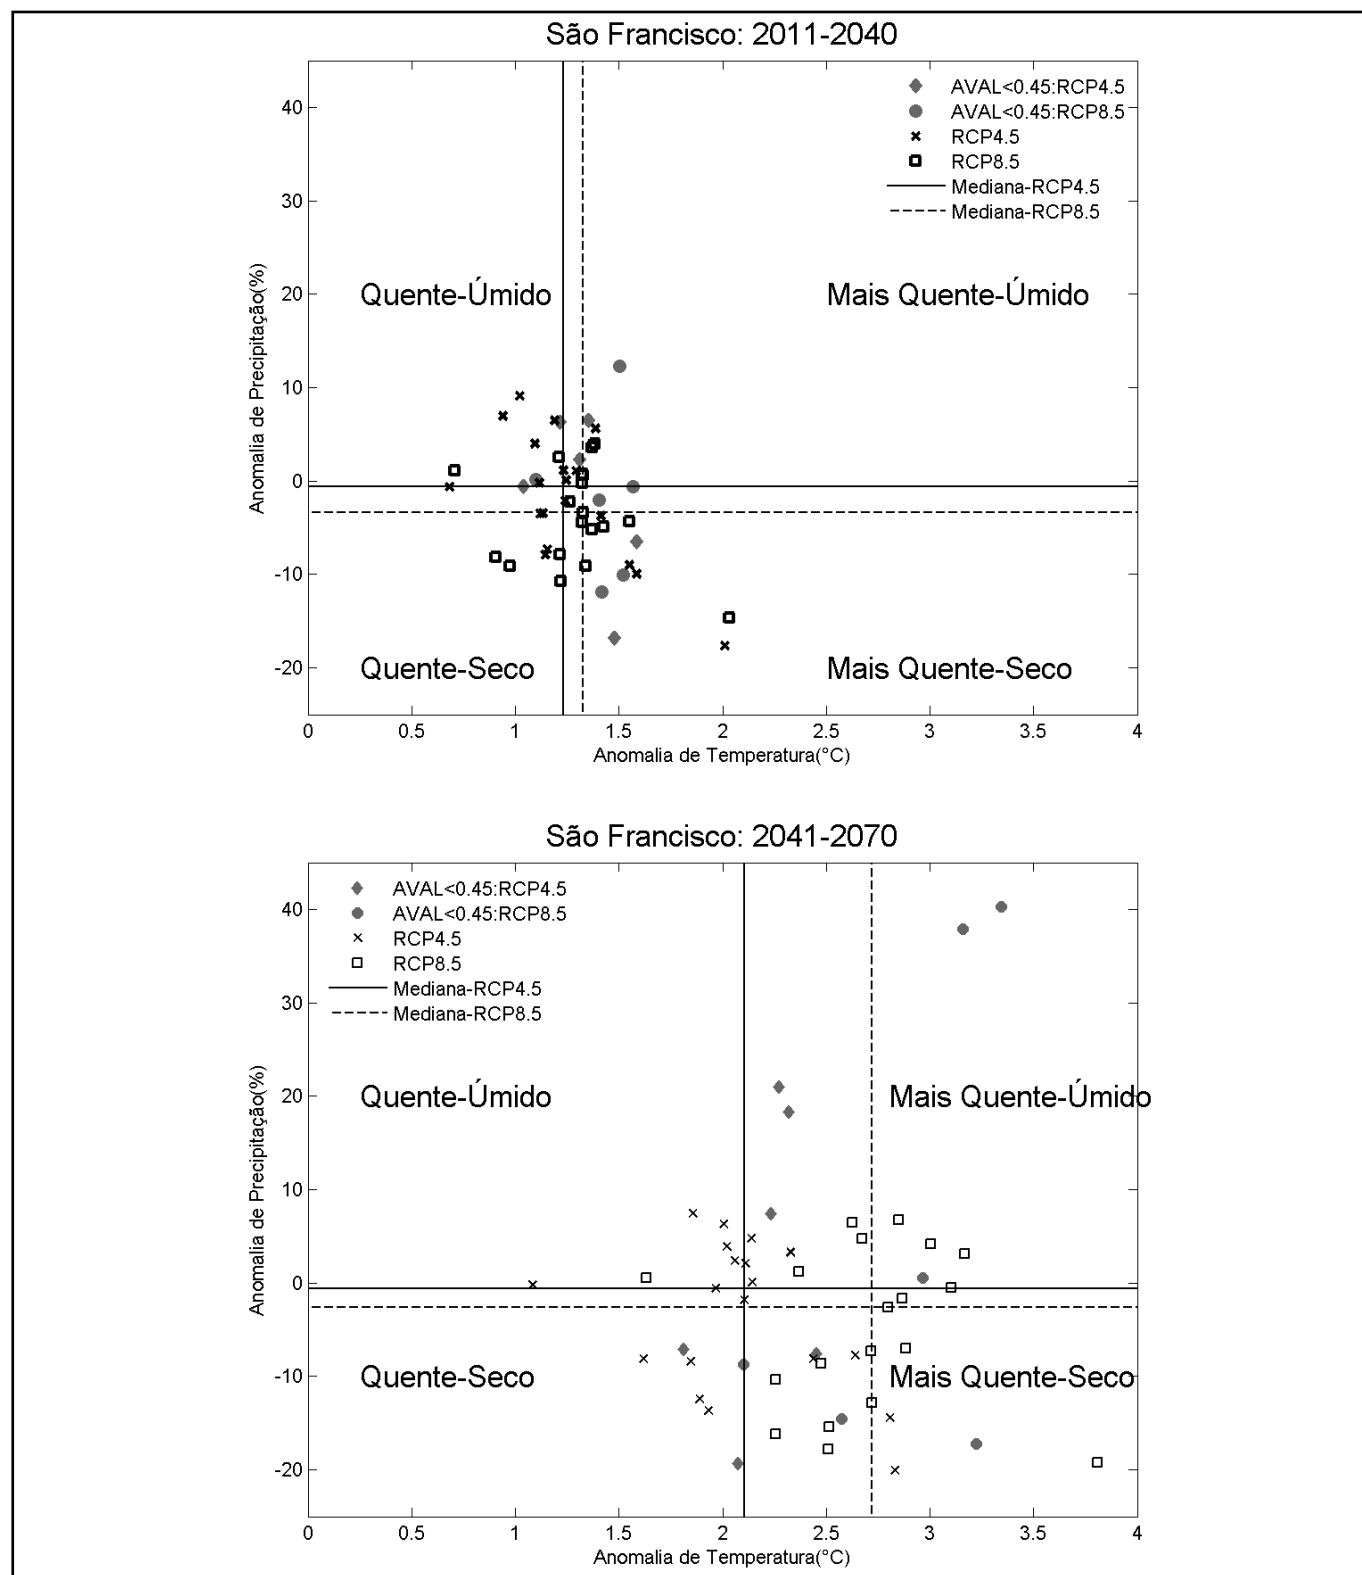 São Francisco: 2011-2040
AVAL<0.45:RCP4.5
AVAL<0.45:RCP8.5
RCP4.5
RCP8.5
Mediana-RCP4.5
Mediana-RCP8.5
Quente-Úmido
Mais Quente-Úmido
Quente-Seco
Mais Quente-Seco
Anomalia de Precipitação(%)
40
30
20
10
0
-10
-20
0 0.5 1 1.5 2 2.5 3 3.5 4
Anomalia de Temperatura(°C)
São Francisco: 2041-2070
AVAL<0.45:RCP4.5
AVAL<0.45:RCP8.5
RCP4.5
RCP8.5
Mediana-RCP4.5
Mediana-RCP8.5
Quente-Úmido
Mais Quente-Úmido
Quente-Seco
Mais Quente-Seco
Anomalia de Precipitação(%)
40
30
20
10
0
-10
-20
0 0.5 1 1.5 2 2.5 3 3.5 4
Anomalia de Temperatura(°C)